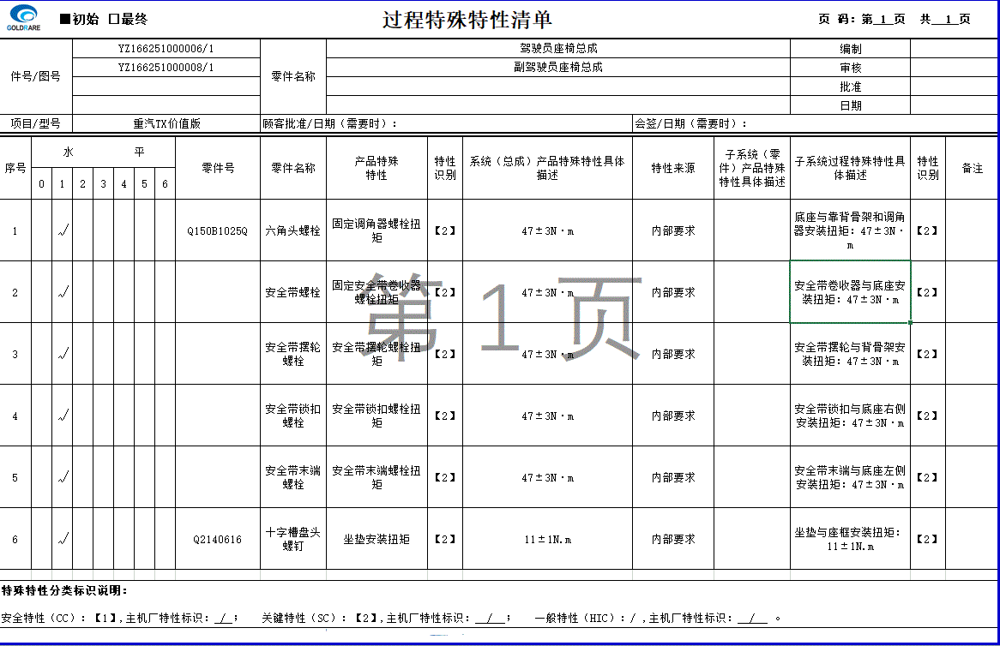 GOLDRARE
■初始 口最终
过程特殊特性清单
页 码：第 1 页 共 1 页
件号/图号
YZ166251000006/1
YZ166251000008/1
零件名称
驾驶员座椅总成
副驾驶员座椅总成
编制
审核
批准
日期
项目/型号
重汽TX价值版
顾客批准/日期（需要时）：
会签/日期（需要时）：
序号
水 平
0 1 2 3 4 5 6
零件号
零件名称
产品特殊
特性
特性
识别
系统（总成）产品特殊特性具体
描述
特性来源
子系统（零
件）产品特殊
特性具体描述
子系统过程特殊特性具
体描述
特性
识别
备注
1
√
Q150B1025Q
六角头螺栓
固定调角器螺栓扭
矩
【2】
47±3N·m
内部要求
底座与靠背骨架和调角
器安装扭矩：47±3N·
m
【2】
2
√
安全带螺栓
固定安全带卷收器
螺栓扭矩
【2】
47±3N·m
内部要求
安全带卷收器与底座安
装扭矩：47±3N·m
【2】
3
√
安全带摆轮
螺栓
安全带摆轮螺栓扭
矩
【2】
47±3N·m
内部要求
安全带摆轮与背骨架安
装扭矩：47±3N·m
【2】
4
√
安全带锁扣
螺栓
安全带锁扣螺栓扭
矩
【2】
47±3N·m
内部要求
安全带锁扣与底座右侧
安装扭矩：47±3N·m
【2】
5
√
安全带末端
螺栓
安全带末端螺栓扭
矩
【2】
47±3N·m
内部要求
安全带末端与底座左侧
安装扭矩：47±3N·m
【2】
6
√
Q2140616
十字槽盘头
螺钉
坐垫安装扭矩
【2】
11±1N.m
内部要求
坐垫与座框安装扭矩：
11±1N.m
【2】
第 1 页
特殊特性分类标识说明：
安全特性（CC）：【1】,主机厂特性标识：_/_； 关键特性（SC）：【2】,主机厂特性标识：_/_； 一般特性（HIC）：/ ,主机厂特性标识：_/_ 。